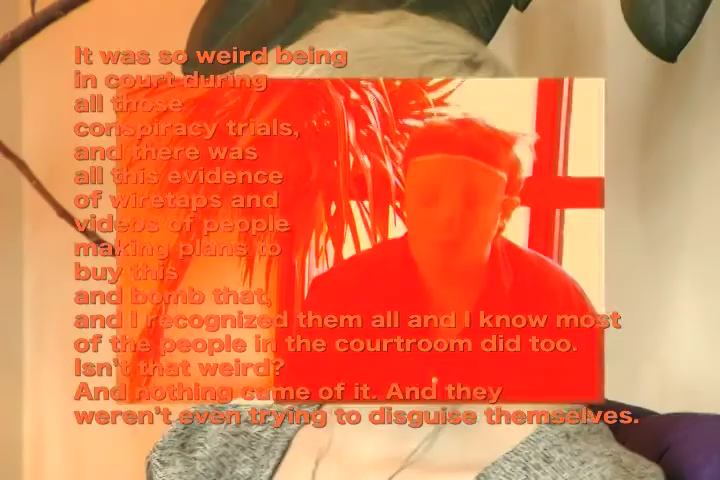 It was so weird being
in court during
all those
conspiracy trials,
and there was
all this evidence
of wiretaps and
videos of people
making plans to
buy this
and bomb that,
and I recognized them all and I know most
of the people in the courtroom did too.
Isn't that weird?
And nothing came of it. And they
weren't even trying to disguise themselves.